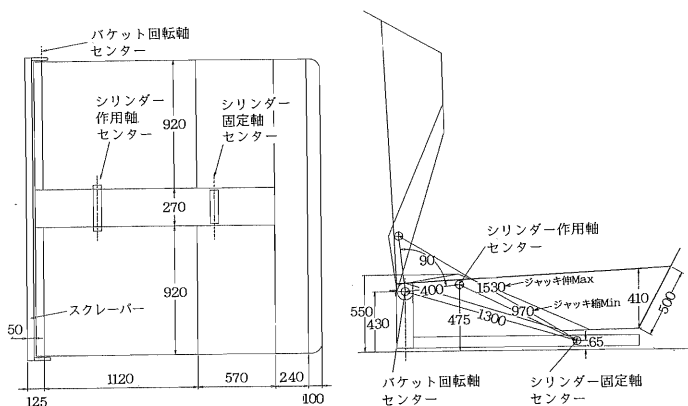 バケット回転軸
センター
シリンダー
作用軸
センター
シリンダー
固定軸
センター
920
270
920
スクレーパー
50
125
1120
570
240
100
シリンダー作用軸
センター
90
400
1530
ジャッキ伸Max
970
ジャッキ縮Min
1300
550
430
475
65
410
500
バケット回転軸
センター
シリンダー固定軸
センター